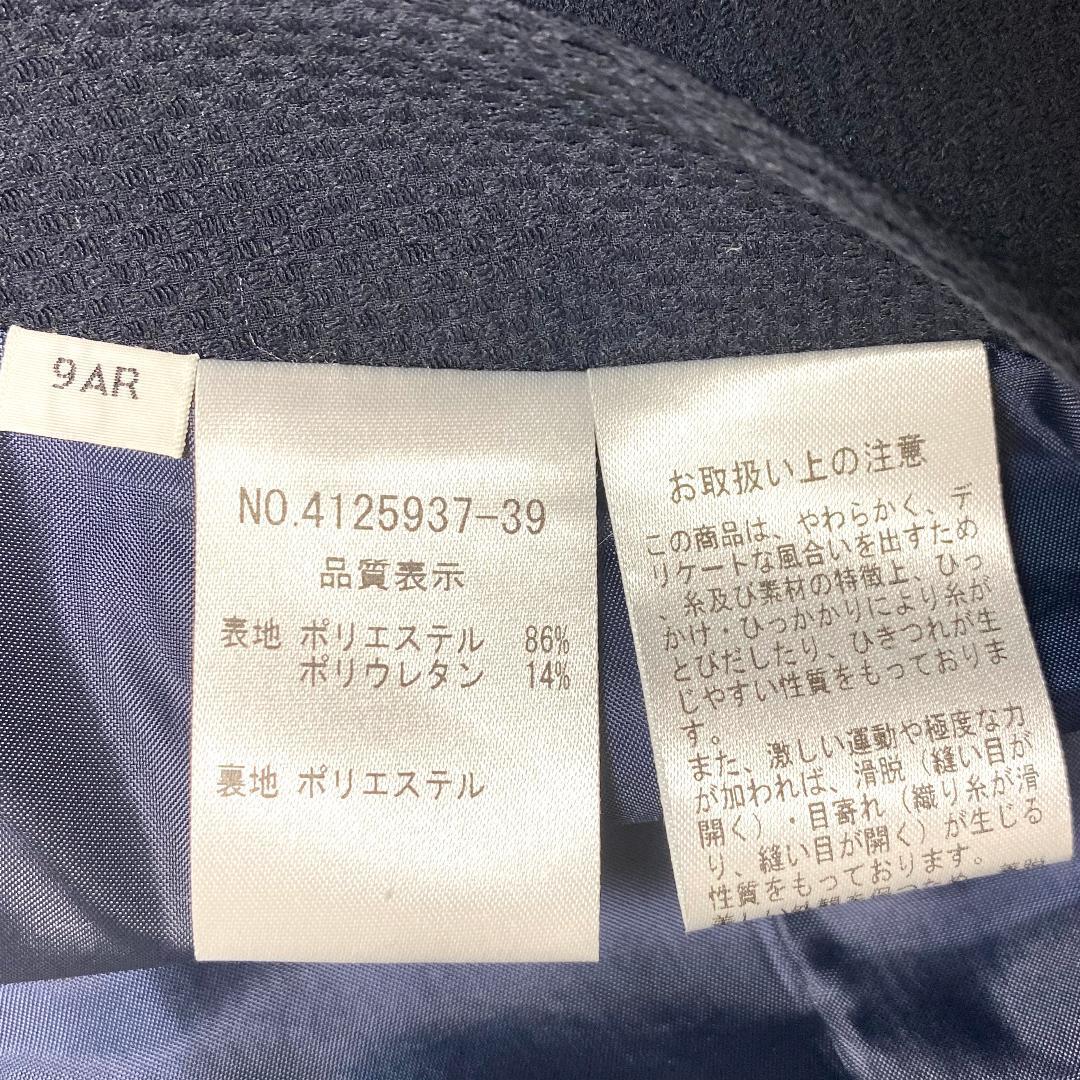 9AR
NO.4125937-39
品質表示
表地 ポリエステル 86%
ポリウレタン 14%
裏地 ポリエステル
お取扱い上の注意
この商品は、やわらかく、デ
リケートな風合いを出すため
、糸及び素材の特徴上、ひっ
かけ・ひっかかりにより糸が
とびだしたり、ひきつれが生
じやすい性質をもっておりま
す。
また、激しい運動や極度な力
が加われば、滑脱（縫い目が
開く）・目寄れ（織り糸が滑
り、縫い目が開く）が生じる
性質をもっております。